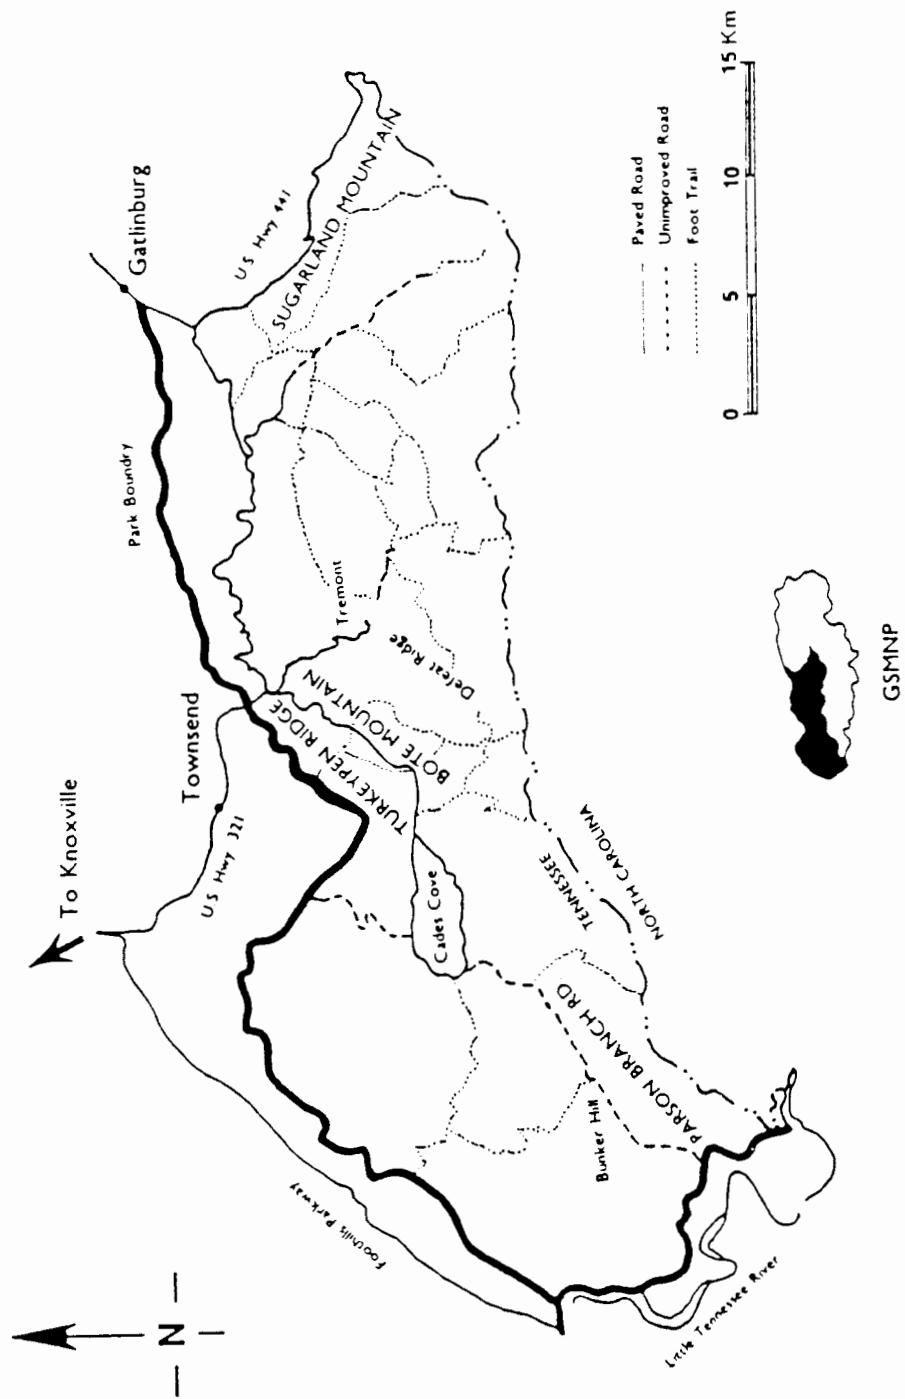 N
To Knoxville
Gatlinburg
Townsend
U.S Hwy 321
Park Boundry
U.S Hwy 441
SUGARLAND MOUNTAIN
Foothills Parkway
TURKEYPEN RIDGE
BOTE MOUNTAIN
Tremont
Defeat Ridge
Cades Cove
TENNESSEE
NORTH CAROLINA
PARSON BRANCH RD
Bunker Hill
Little Tennessee River
Paved Road
Unimproved Road
Foot Trail
0 5 10 15 Km
GSMNP